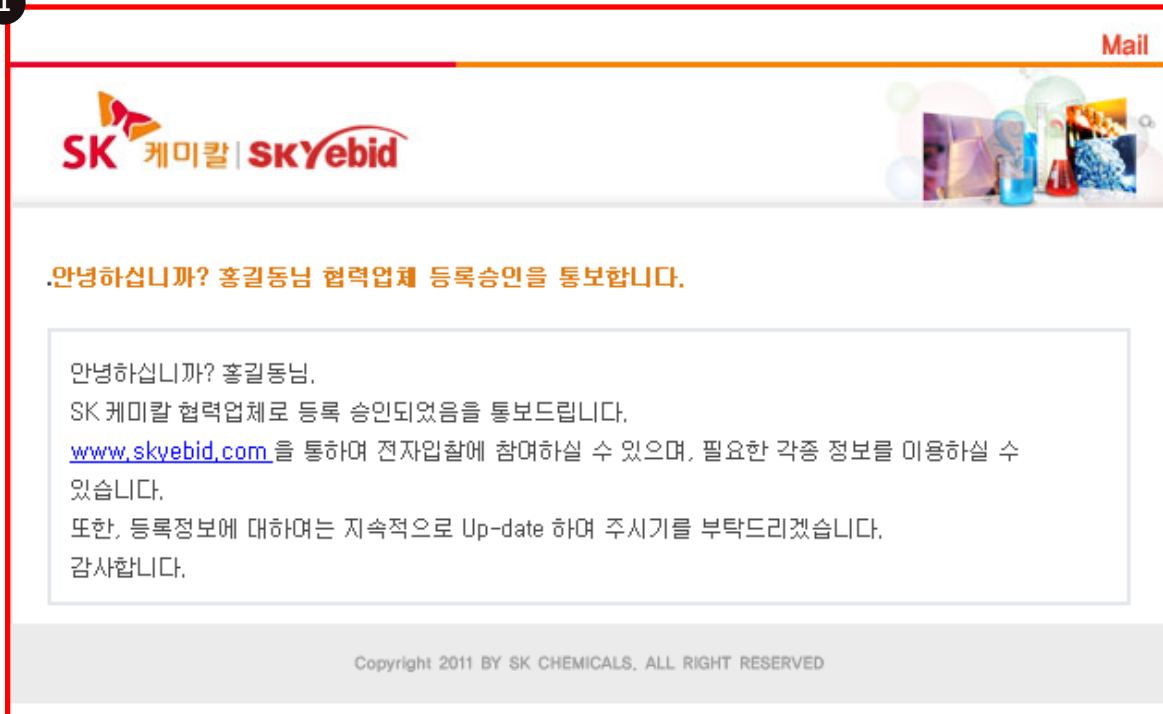 1
Mail
SK 케미칼 | SKYebid
.안녕하십니까? 홍길동님 협력업체 등록승인을 통보합니다.
안녕하십니까? 홍길동님.
SK 케미칼 협력업체로 등록 승인되었음을 통보드립니다.
www.skyebid.com 을 통하여 전자입찰에 참여하실 수 있으며, 필요한 각종 정보를 이용하실 수
있습니다.
또한, 등록정보에 대하여는 지속적으로 Up-date 하여 주시기를 부탁드리겠습니다.
감사합니다.
Copyright 2011 BY SK CHEMICALS. ALL RIGHT RESERVED